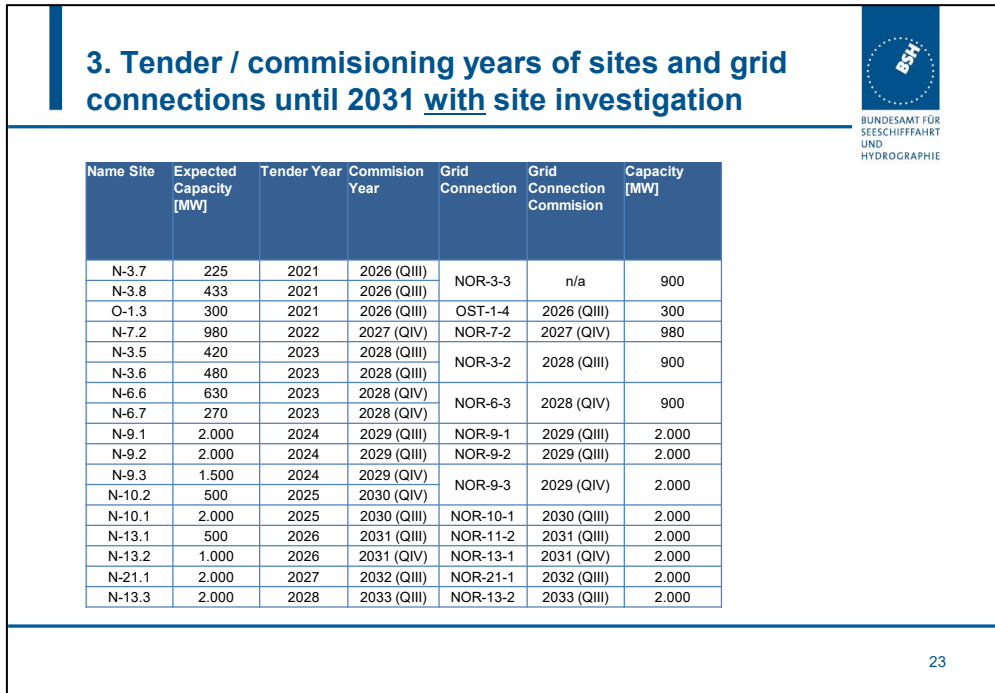 3. Tender / commisioning years of sites and grid
connections until 2031 with site investigation
BSH
BUNDESAMT FÜR
SEESCHIFFFAHRT
UND
HYDROGRAPHIE
Name Site Expected Capacity [MW] Tender Year Commision Year Grid Connection Grid Connection Commision Capacity [MW]
N-3.7 225 2021 2026 (QIII) NOR-3-3 n/a 900
N-3.8 433 2021 2026 (QIII)
O-1.3 300 2021 2026 (QIII) OST-1-4 2026 (QIII) 300
N-7.2 980 2022 2027 (QIV) NOR-7-2 2027 (QIV) 980
N-3.5 420 2023 2028 (QIII) NOR-3-2 2028 (QIII) 900
N-3.6 480 2023 2028 (QIII)
N-6.6 630 2023 2028 (QIV) NOR-6-3 2028 (QIV) 900
N-6.7 270 2023 2028 (QIV)
N-9.1 2.000 2024 2029 (QIII) NOR-9-1 2029 (QIII) 2.000
N-9.2 2.000 2024 2029 (QIII) NOR-9-2 2029 (QIII) 2.000
N-9.3 1.500 2024 2029 (QIV) NOR-9-3 2029 (QIV) 2.000
N-10.2 500 2025 2030 (QIV)
N-10.1 2.000 2025 2030 (QIII) NOR-10-1 2030 (QIII) 2.000
N-13.1 500 2026 2031 (QIII) NOR-11-2 2031 (QIII) 2.000
N-13.2 1.000 2026 2031 (QIV) NOR-13-1 2031 (QIV) 2.000
N-21.1 2.000 2027 2032 (QIII) NOR-21-1 2032 (QIII) 2.000
N-13.3 2.000 2028 2033 (QIII) NOR-13-2 2033 (QIII) 2.000
23